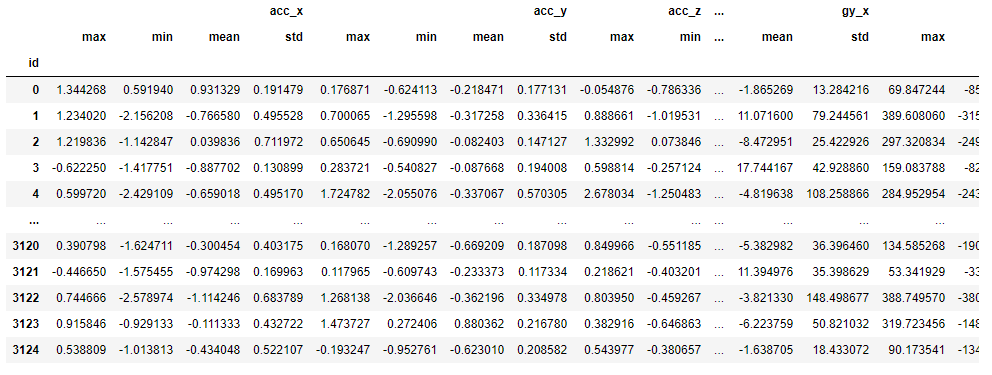 acc_x acc_y acc_z ... gy_x
max min mean std max min mean std max min ... mean std max
id
0 1.344268 0.591940 0.931329 0.191479 0.176871 -0.624113 -0.218471 0.177131 -0.054876 -0.786336 ... -1.865269 13.284216 69.847244 -85
1 1.234020 -2.156208 -0.766580 0.495528 0.700065 -1.295598 -0.317258 0.336415 0.888661 -1.019531 ... 11.071600 79.244561 389.608060 -315
2 1.219836 -1.142847 0.039836 0.711972 0.650645 -0.690990 -0.082403 0.147127 1.332992 0.073846 ... -8.472951 25.422926 297.320834 -249
3 -0.622250 -1.417751 -0.887702 0.130899 0.283721 -0.540827 -0.087668 0.194008 0.598814 -0.257124 ... 17.744167 42.928860 159.083788 -82
4 0.599720 -2.429109 -0.659018 0.495170 1.724782 -2.055076 -0.337067 0.570305 2.678034 -1.250483 ... -4.819638 108.258866 284.952954 -243
... ... ... ... ... ... ... ... ... ... ... ... ... ... ...
3120 0.390798 -1.624711 -0.300454 0.403175 0.168070 -1.289257 -0.669209 0.187098 0.849966 -0.551185 ... -5.382982 36.396460 134.585268 -190
3121 -0.446650 -1.575455 -0.974298 0.169963 0.117965 -0.609743 -0.233373 0.117334 0.218621 -0.403201 ... 11.394976 35.398629 53.341929 -33
3122 0.744666 -2.578974 -1.114246 0.683789 1.268138 -2.036646 -0.362196 0.334978 0.803950 -0.459267 ... -3.821330 148.498677 388.749570 -380
3123 0.915846 -0.929133 -0.111333 0.432722 1.473727 0.272406 0.880362 0.216780 0.382916 -0.646863 ... -6.223759 50.821032 319.723456 -148
3124 0.538809 -1.013813 -0.434048 0.522107 -0.193247 -0.952761 -0.623010 0.208582 0.543977 -0.380657 ... -1.638705 18.433072 90.173541 -134